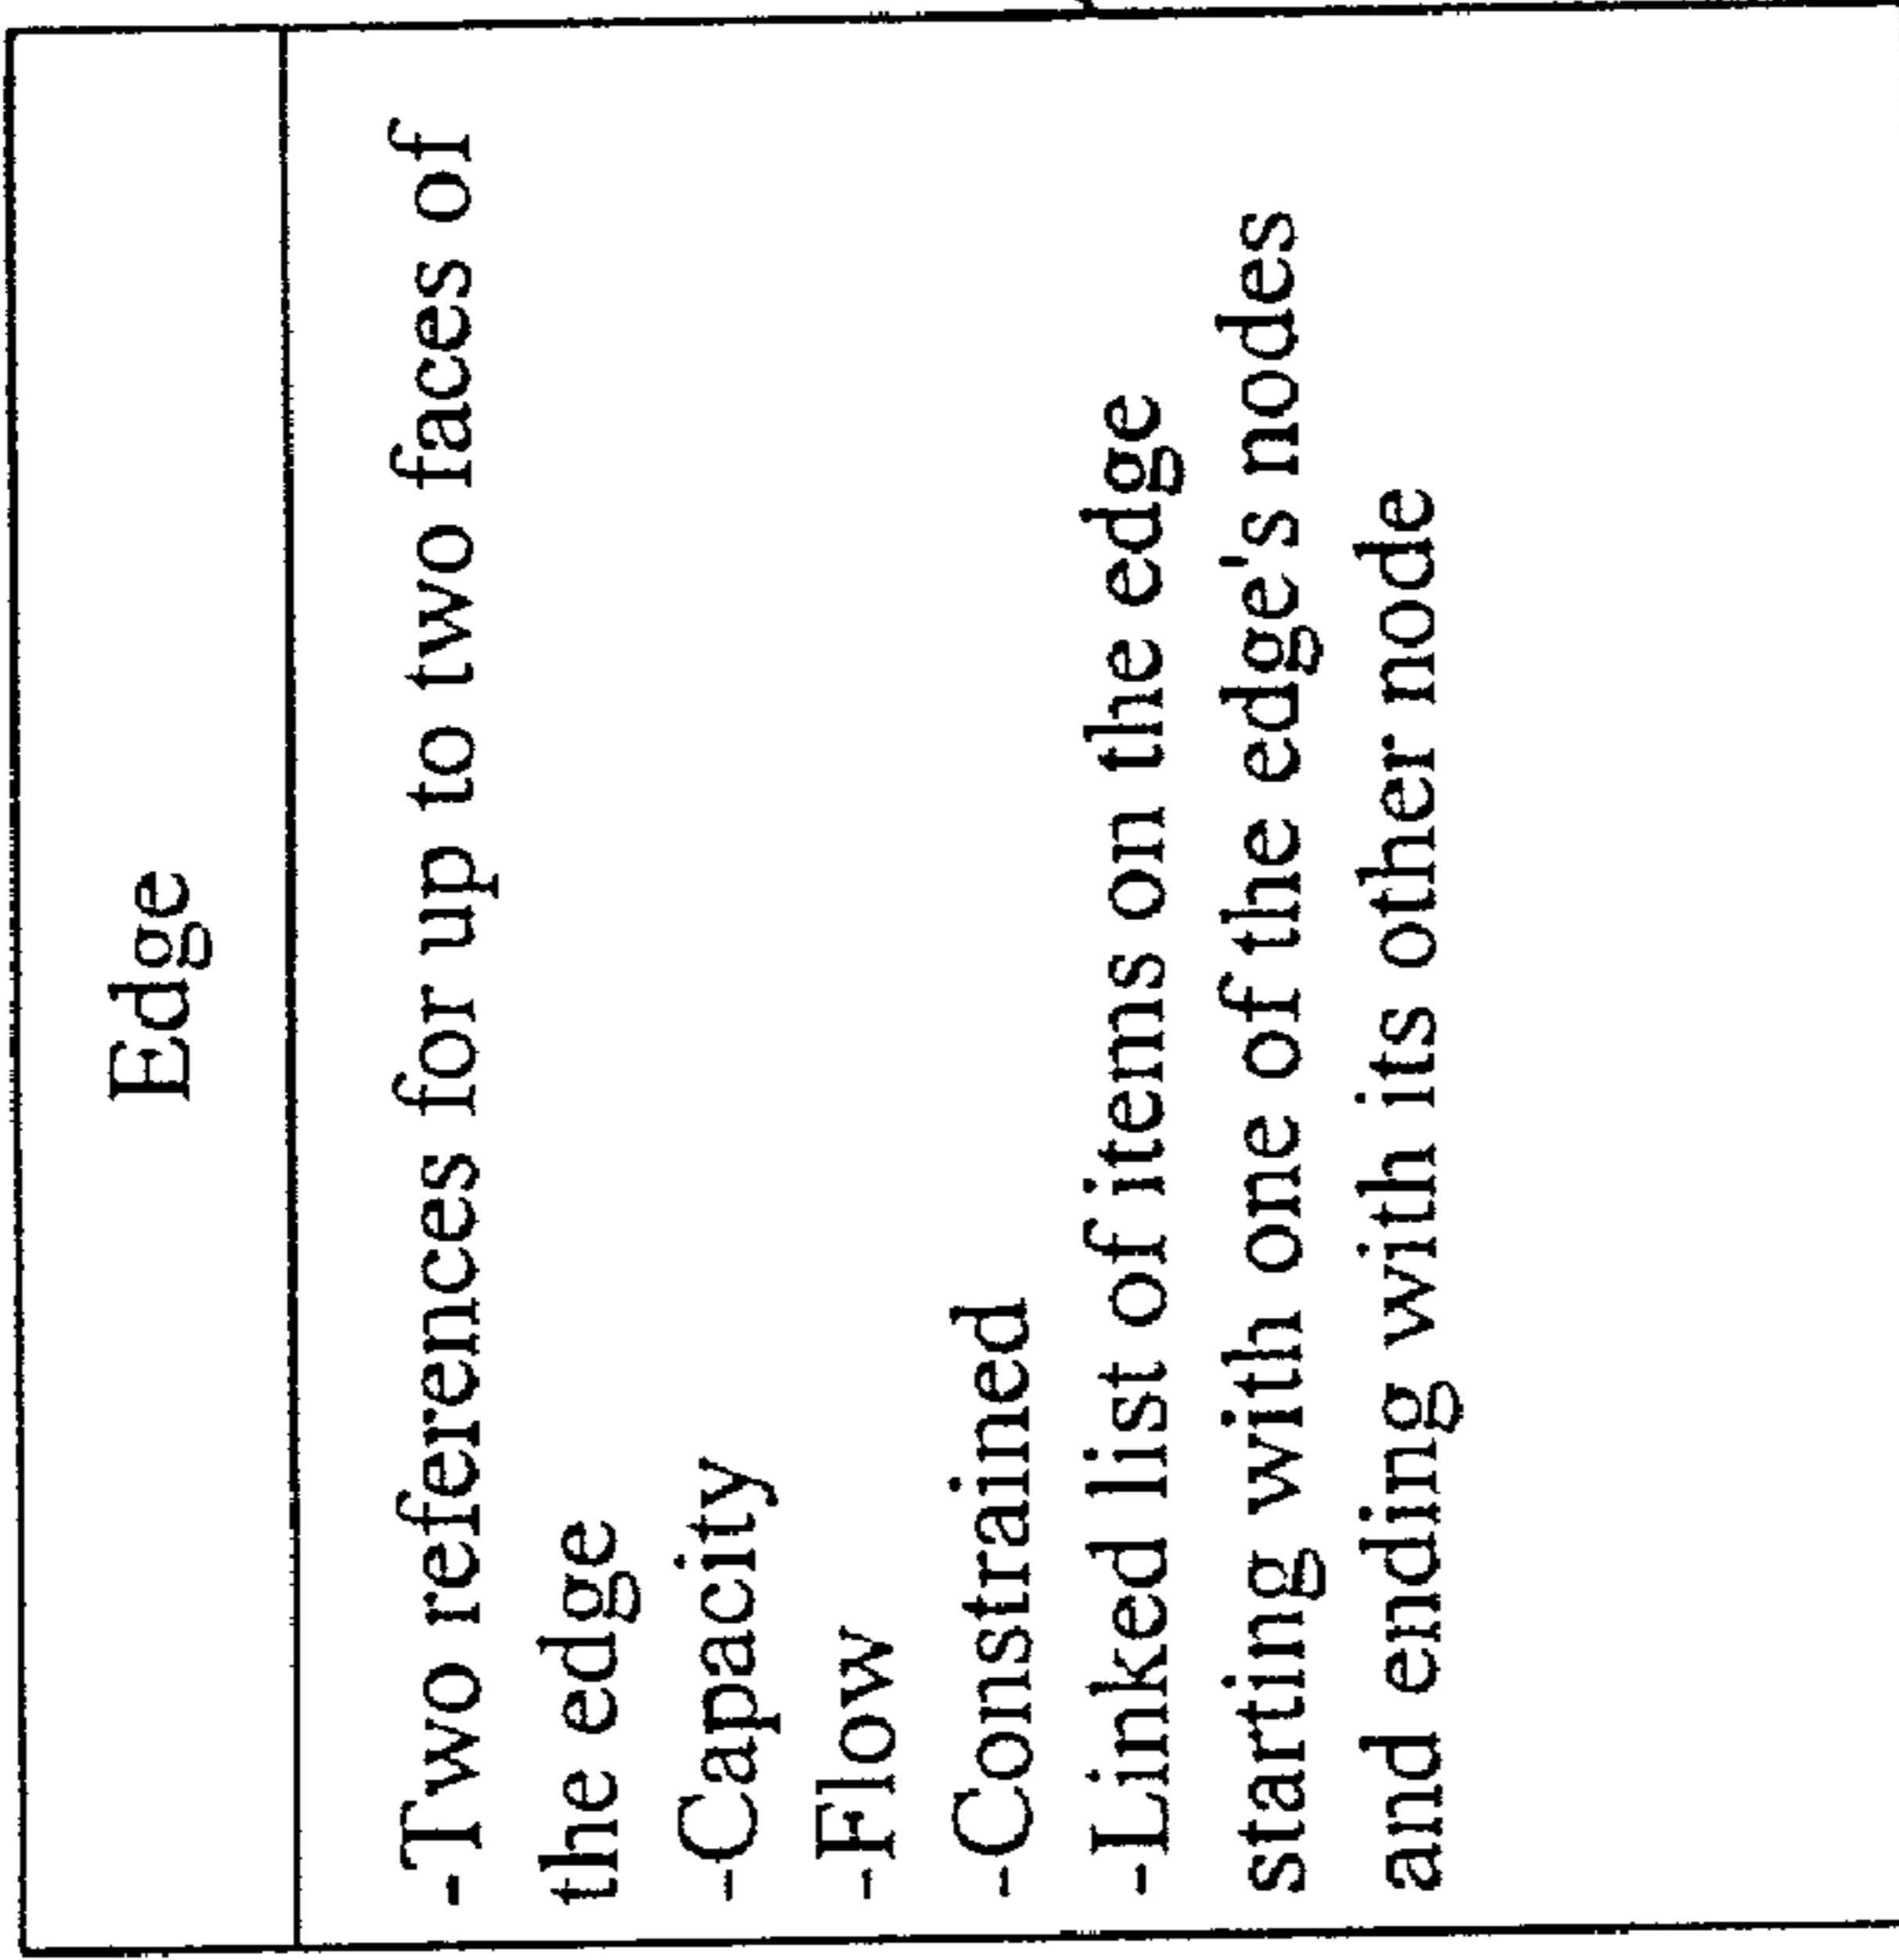 Edge
-Two references for up to two faces of
the edge
-Capacity
-Flow
-Constrained
-Linked list of items on the edge
starting with one of the edge's nodes
and ending with its other node